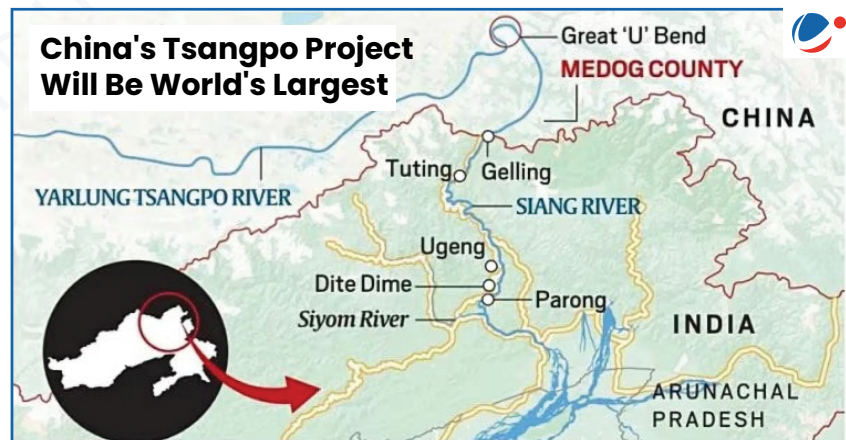 China's Tsangpo Project
Will Be World's Largest
Great 'U' Bend
MEDOG COUNTY
CHINA
Tuting
Gelling
YARLUNG TSANGPO RIVER
SIANG RIVER
Ugeng
Dite Dime
Parong
Siyom River
INDIA
ARUNACHAL
PRADESH